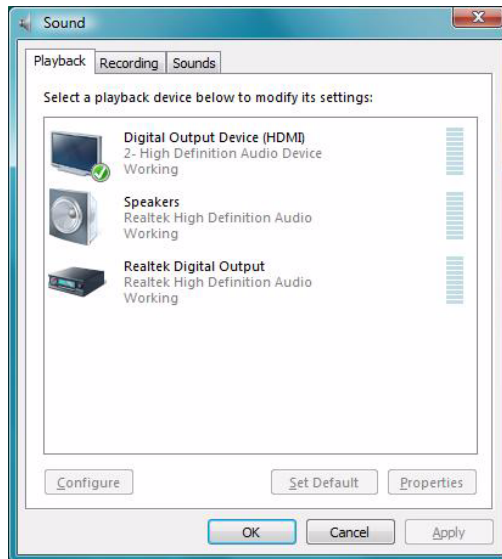 Sound
Playback Recording Sounds
Select a playback device below to modify its settings:
Digital Output Device (HDMI)
2- High Definition Audio Device
Working
Speakers
Realtek High Definition Audio
Working
Realtek Digital Output
Realtek High Definition Audio
Working
Configure Set Default Properties
OK Cancel Apply